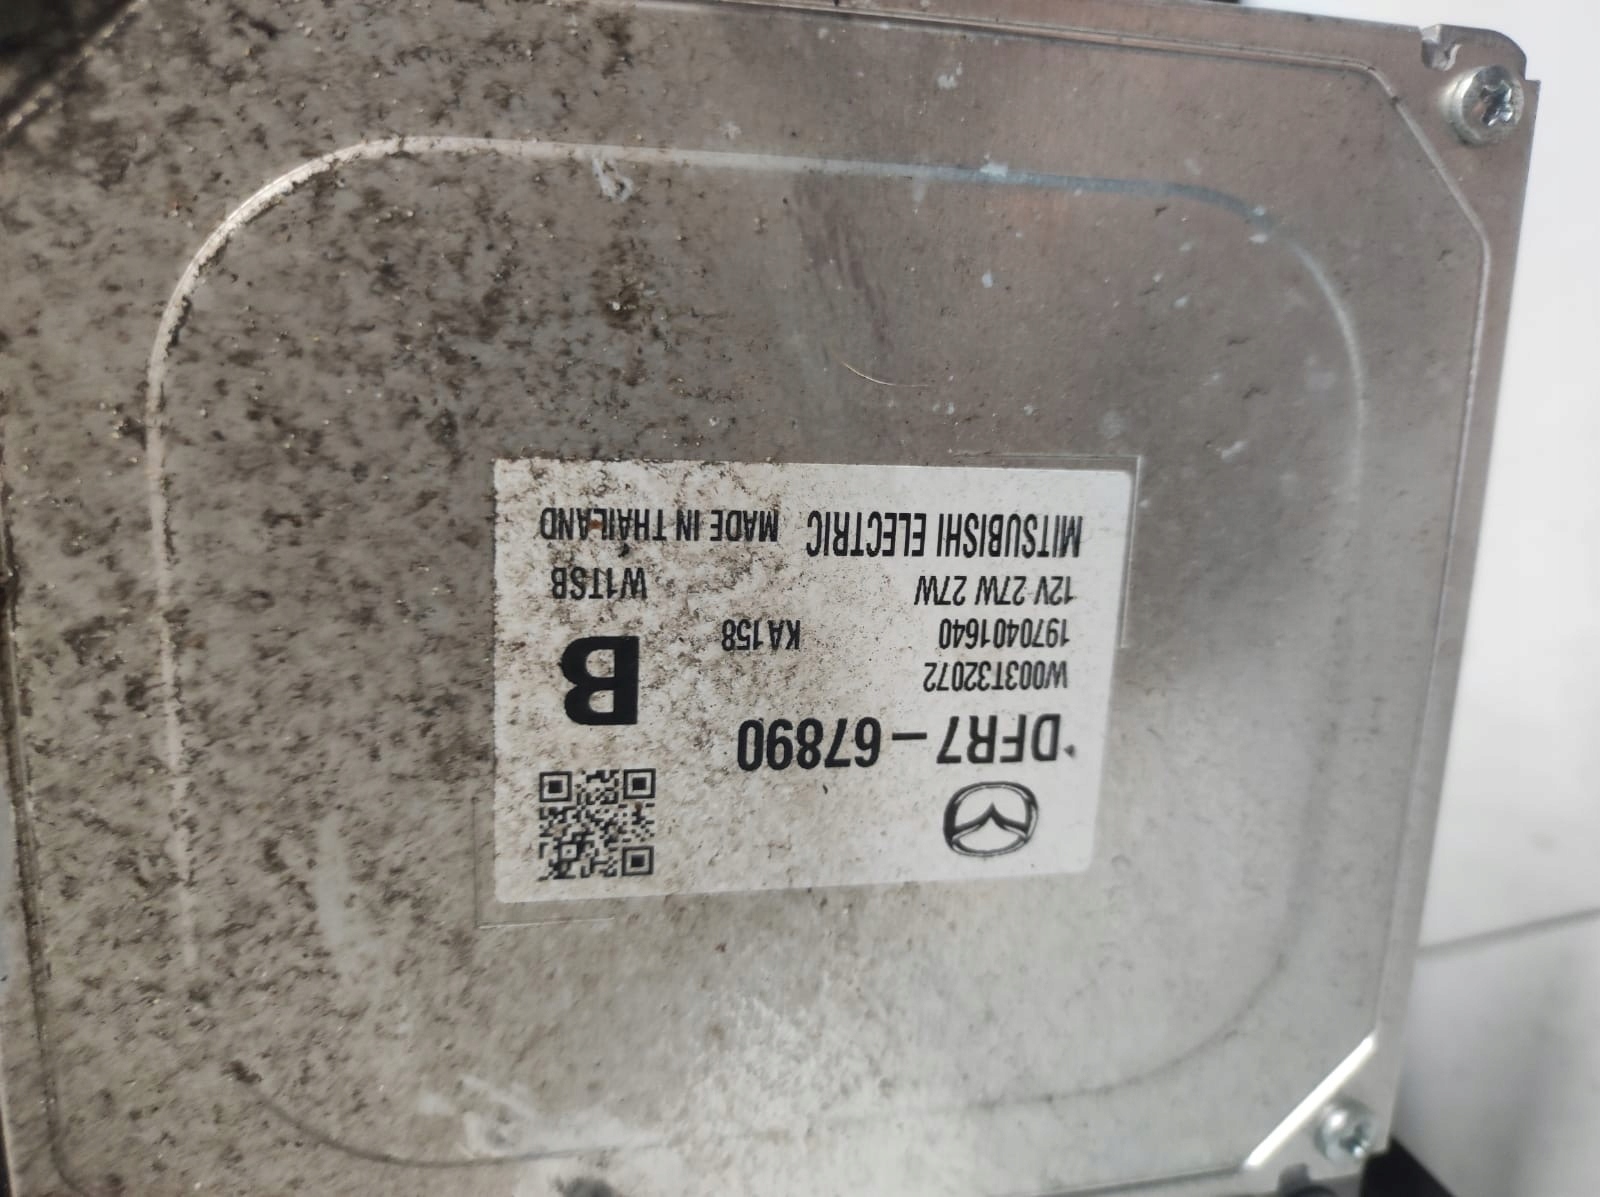 DFR7-67890
B
W003T32072
1970401640 KA158
12V 27W 27W W1TSB
MITSUBISHI ELECTRIC MADE IN THAILAND